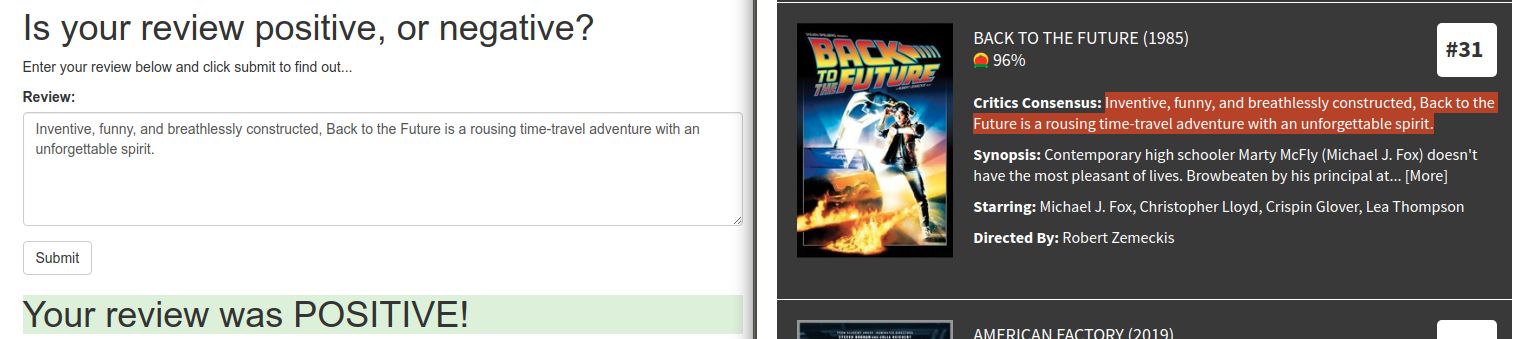 Is your review positive, or negative?
Enter your review below and click submit to find out...
Review:
Inventive, funny, and breathlessly constructed, Back to the Future is a rousing time-travel adventure with an
unforgettable spirit.
Submit
Your review was POSITIVE!
BACK
TO
THE FUTURE
BACK TO THE FUTURE (1985)
96%
#31
Critics Consensus: Inventive, funny, and breathlessly constructed, Back to the
Future is a rousing time-travel adventure with an unforgettable spirit.
Synopsis: Contemporary high schooler Marty McFly (Michael J. Fox) doesn't
have the most pleasant of lives. Browbeaten by his principal at... [More]
Starring: Michael J. Fox, Christopher Lloyd, Crispin Glover, Lea Thompson
Directed By: Robert Zemeckis
AMERICAN FACTORY (2019)